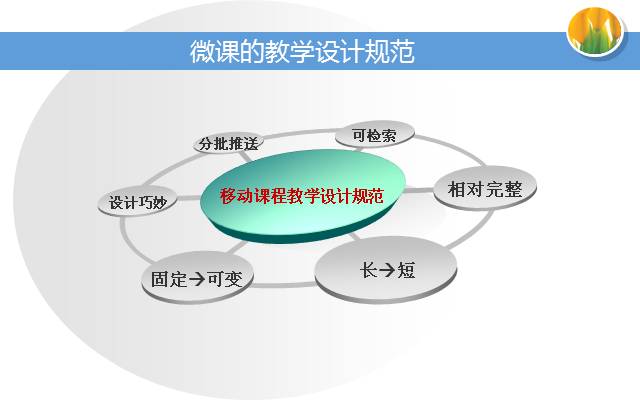 微课的教学设计规范
分批推送
可检索
设计巧妙
移动课程教学设计规范
相对完整
固定→可变
长→短